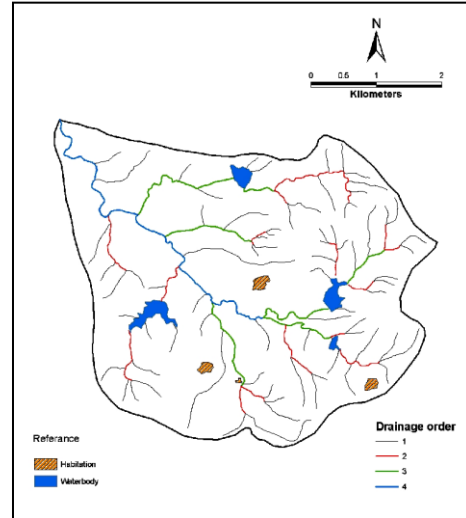 N
0 0.5 1 2
Kilometers
Referance
Habitation
Waterbody
Drainage order
1
2
3
4